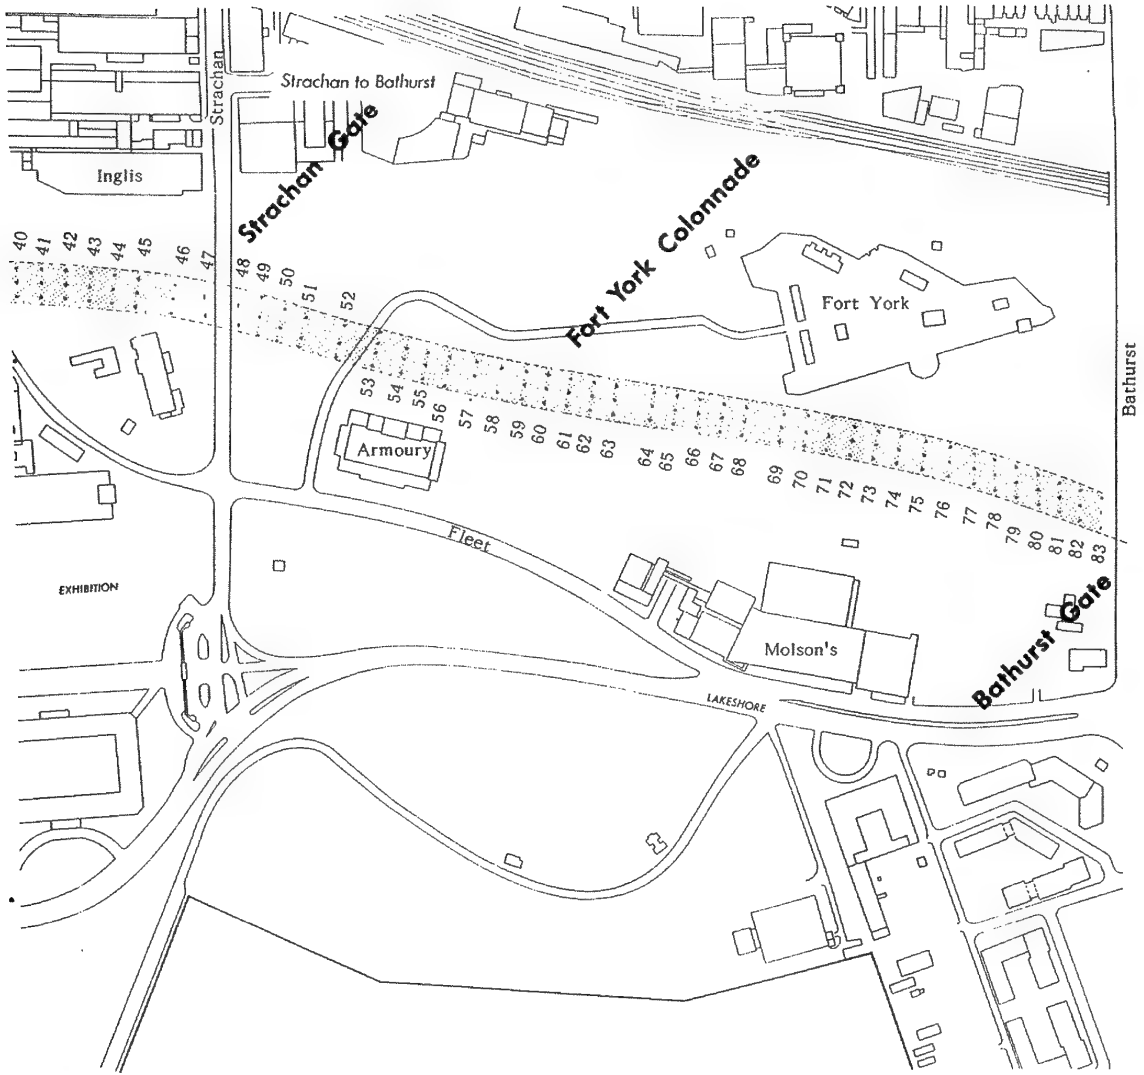 Strachan
Strachan to Bathurst
Strachan Gate
Inglis
Fort York Colonnade
40 41 42 43 44 45 46 47 48 49 50 51 52
Fort York
Bathurst
53 54 55 56 57 58 59 60 61 62 63 64 65 66 67 68 69 70 71 72 73 74 75 76 77 78 79 80 81 82 83
Armoury
Fleet
EXHIBITION
Bathurst Gate
Molson's
LAKESHORE